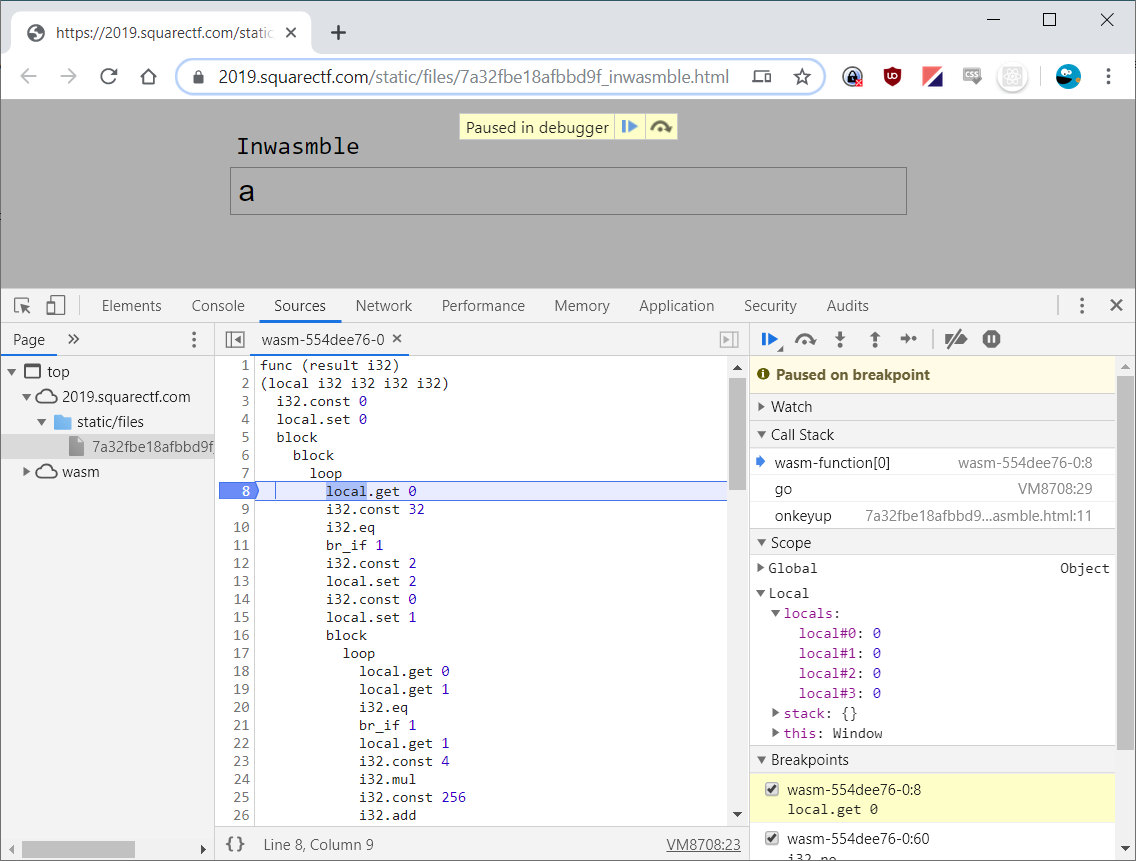 https://2019.squarectf.com/static
2019.squarectf.com/static/files/7a32fbe18afbbd9f_inwasmble.html
CSS
Paused in debugger
Inwasmble
a
Elements Console Sources Network Performance Memory Application Security Audits
Page » wasm-554dee76-0
top
2019.squarectf.com
static/files
7a32fbe18afbbd9f
wasm
1 func (result i32)
2 (local i32 i32 i32 i32)
3 i32.const 0
4 local.set 0
5 block
6 block
7 loop
8 local.get 0
9 i32.const 32
10 i32.eq
11 br_if 1
12 i32.const 2
13 local.set 2
14 i32.const 0
15 local.set 1
16 block
17 loop
18 local.get 0
19 local.get 1
20 i32.eq
21 br_if 1
22 local.get 1
23 i32.const 4
24 i32.mul
25 i32.const 256
26 i32.add
{} Line 8, Column 9 VM8708:23
Paused on breakpoint
Watch
Call Stack
wasm-function[0] wasm-554dee76-0:8
go VM8708:29
onkeyup 7a32fbe18afbbd9…asmble.html:11
Scope
Global Object
Local
locals:
local#0: 0
local#1: 0
local#2: 0
local#3: 0
stack: {}
this: Window
Breakpoints
wasm-554dee76-0:8
local.get 0
wasm-554dee76-0:60
i32.ne